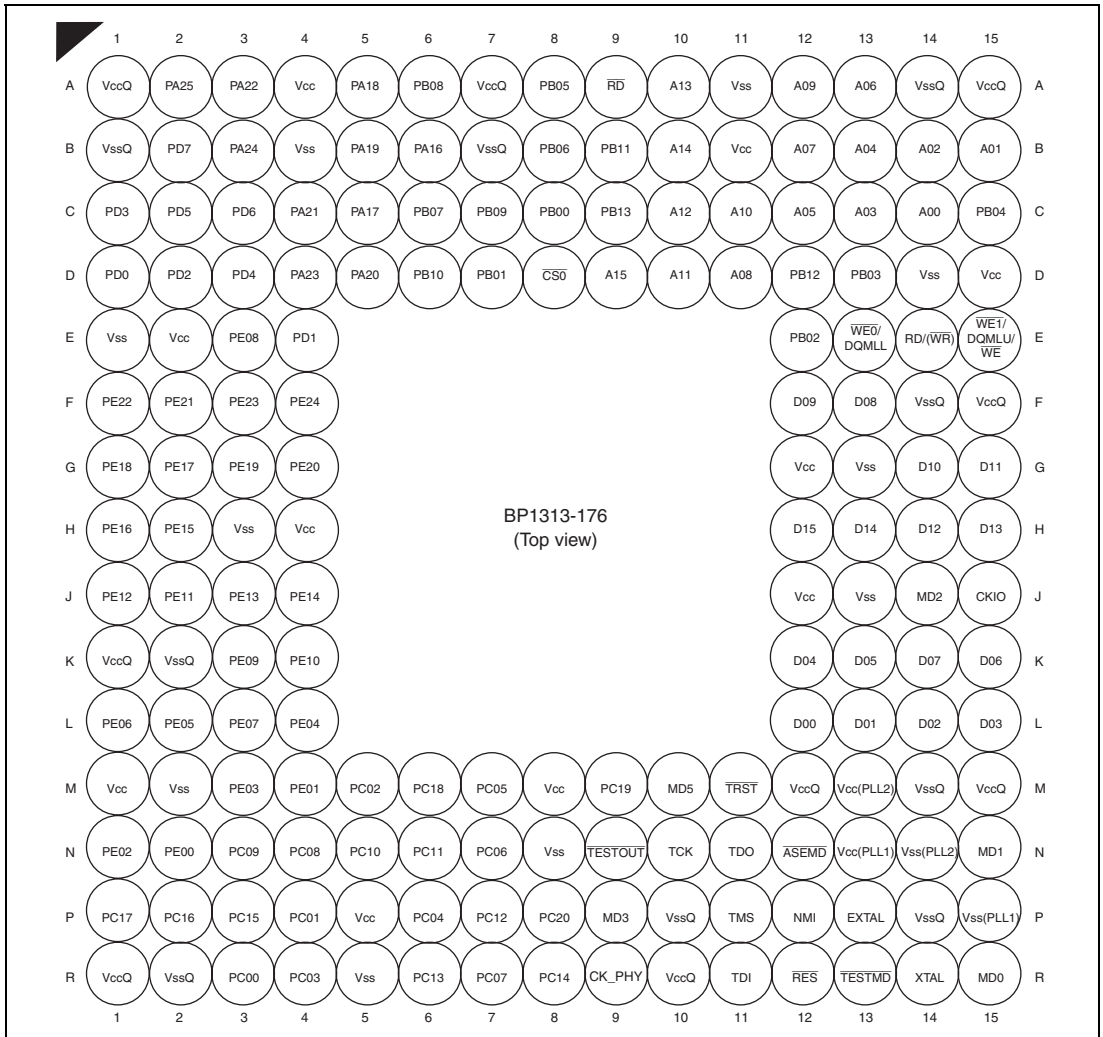 1 2 3 4 5 6 7 8 9 10 11 12 13 14 15
A VccQ PA25 PA22 Vcc PA18 PB08 VccQ PB05 RD A13 Vss A09 A06 VssQ VccQ A
B VssQ PD7 PA24 Vss PA19 PA16 VssQ PB06 PB11 A14 Vcc A07 A04 A02 A01 B
C PD3 PD5 PD6 PA21 PA17 PB07 PB09 PB00 PB13 A12 A10 A05 A03 A00 PB04 C
D PD0 PD2 PD4 PA23 PA20 PB10 PB01 CS0 A15 A11 A08 PB12 PB03 Vss Vcc D
E Vss Vcc PE08 PD1 PB02 WE0/ DQMLL RD/(WR) WE1/ DQMLU/ WE E
F PE22 PE21 PE23 PE24 D09 D08 VssQ VccQ F
G PE18 PE17 PE19 PE20 Vcc Vss D10 D11 G
H PE16 PE15 Vss Vcc BP1313-176 D15 D14 D12 D13 H
(Top view)
J PE12 PE11 PE13 PE14 Vcc Vss MD2 CKIO J
K VccQ VssQ PE09 PE10 D04 D05 D07 D06 K
L PE06 PE05 PE07 PE04 D00 D01 D02 D03 L
M Vcc Vss PE03 PE01 PC02 PC18 PC05 Vcc PC19 MD5 TRST VccQ Vcc(PLL2) VssQ VccQ M
N PE02 PE00 PC09 PC08 PC10 PC11 PC06 Vss TESTOUT TCK TDO ASEMD Vcc(PLL1) Vss(PLL2) MD1 N
P PC17 PC16 PC15 PC01 Vcc PC04 PC12 PC20 MD3 VssQ TMS NMI EXTAL VssQ Vss(PLL1) P
R VccQ VssQ PC00 PC03 Vss PC13 PC07 PC14 CK_PHY VccQ TDI RES TESTMD XTAL MD0 R
1 2 3 4 5 6 7 8 9 10 11 12 13 14 15